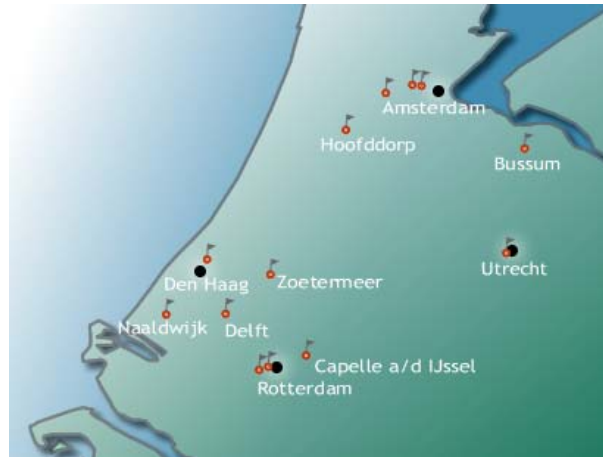 Amsterdam
Hoofddorp
Bussum
Utrecht
Den Haag
Zoetermeer
Naaldwijk
Delft
Capelle a/d IJssel
Rotterdam